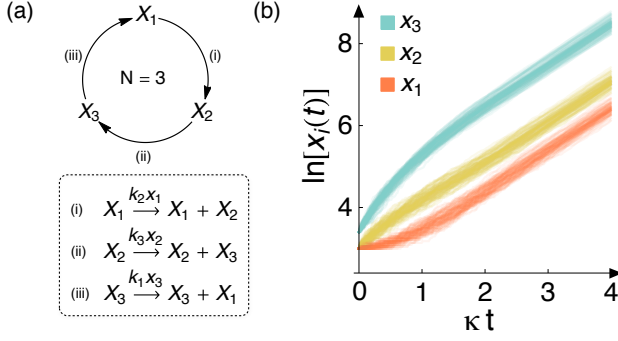 (a)
X₁
(iii)
(i)
N = 3
X₃
X₂
(ii)
(i) X₁ —k₂x₁→ X₁ + X₂
(ii) X₂ —k₃x₂→ X₂ + X₃
(iii) X₃ —k₁x₃→ X₃ + X₁
(b)
x₃
x₂
x₁
ln[xᵢ(t)]
8
6
4
0 1 2 3 4
κ t